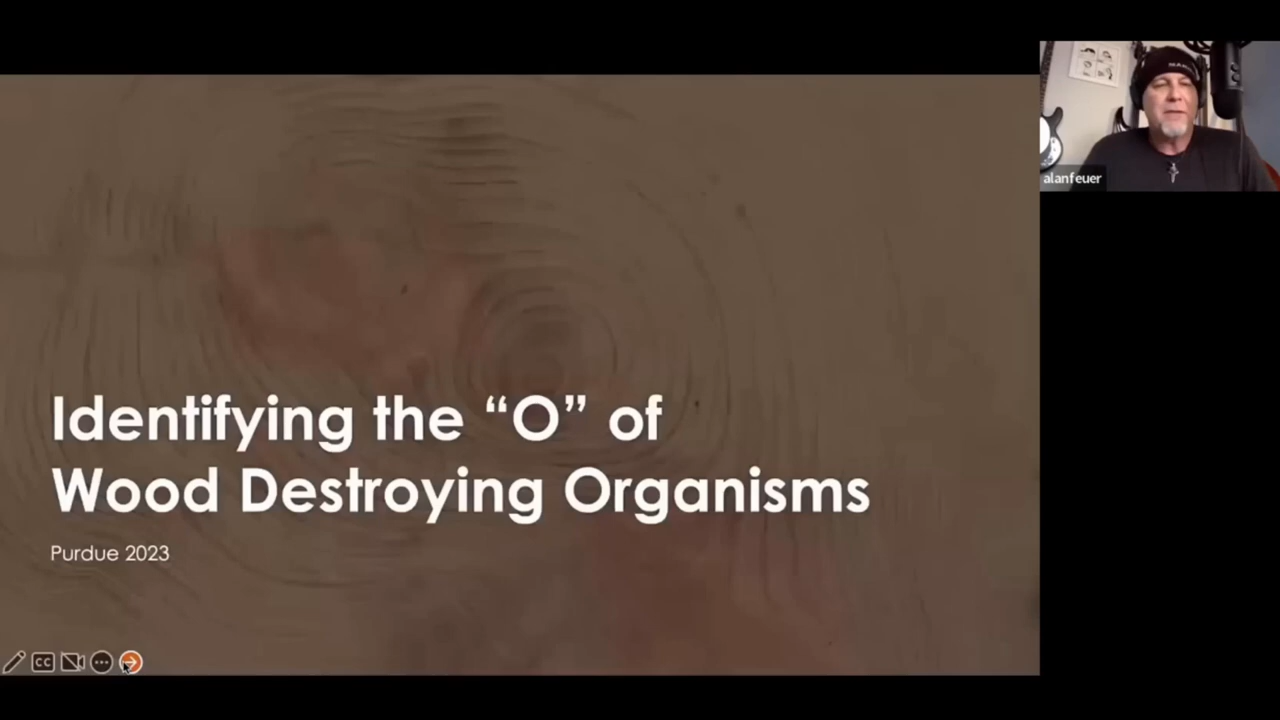 Identifying the “O” of
Wood Destroying Organisms
Purdue 2023
CC
alanfeuer